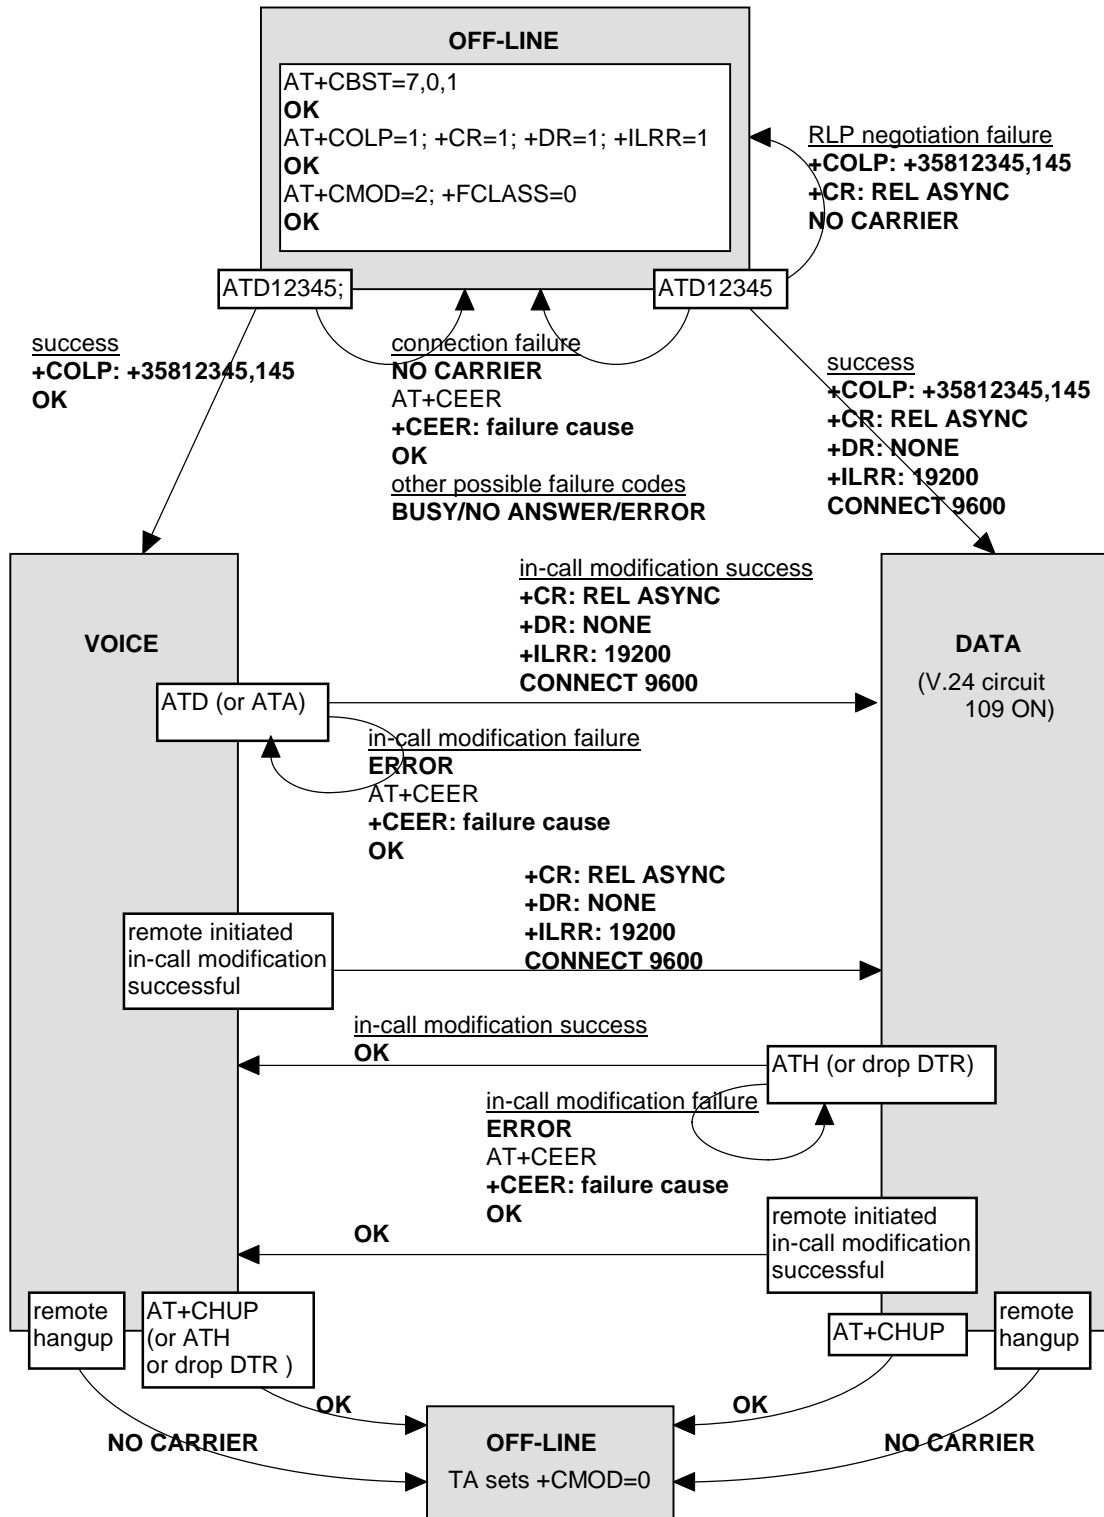 OFF-LINE
AT+CBST=7,0,1
OK
AT+COLP=1; +CR=1; +DR=1; +ILRR=1
OK
AT+CMOD=2; +FCLASS=0
OK
RLP negotiation failure
+COLP: +35812345,145
+CR: REL ASYNC
NO CARRIER
ATD12345;
ATD12345
success
+COLP: +35812345,145
OK
connection failure
NO CARRIER
AT+CEER
+CEER: failure cause
OK
other possible failure codes
BUSY/NO ANSWER/ERROR
success
+COLP: +35812345,145
+CR: REL ASYNC
+DR: NONE
+ILRR: 19200
CONNECT 9600
VOICE
in-call modification success
+CR: REL ASYNC
+DR: NONE
+ILRR: 19200
CONNECT 9600
DATA
(V.24 circuit
109 ON)
ATD (or ATA)
in-call modification failure
ERROR
AT+CEER
+CEER: failure cause
OK
+CR: REL ASYNC
+DR: NONE
+ILRR: 19200
CONNECT 9600
remote initiated
in-call modification
successful
in-call modification success
OK
ATH (or drop DTR)
in-call modification failure
ERROR
AT+CEER
+CEER: failure cause
OK
OK
remote initiated
in-call modification
successful
remote
hangup
AT+CHUP
(or ATH
or drop DTR )
AT+CHUP
remote
hangup
OK
OK
NO CARRIER
NO CARRIER
OFF-LINE
TA sets +CMOD=0